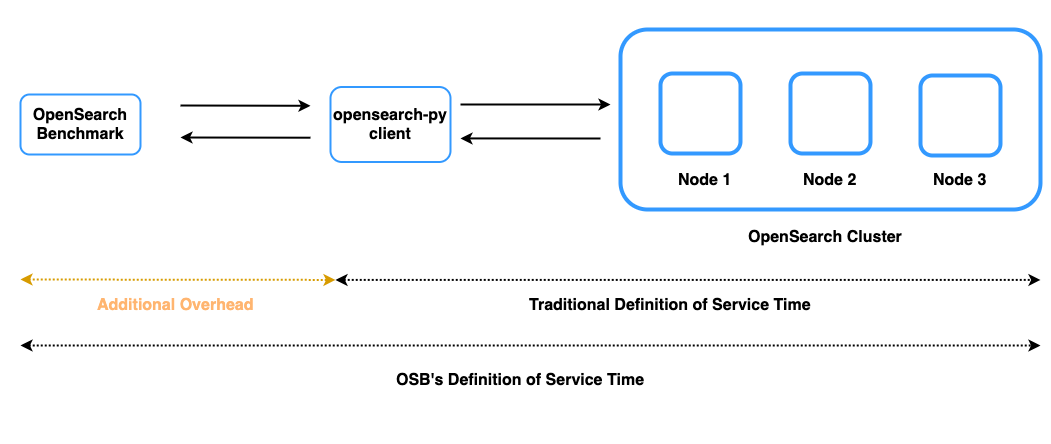 OpenSearch
Benchmark
opensearch-py
client
Node 1
Node 2
Node 3
OpenSearch Cluster
Additional Overhead
Traditional Definition of Service Time
OSB's Definition of Service Time